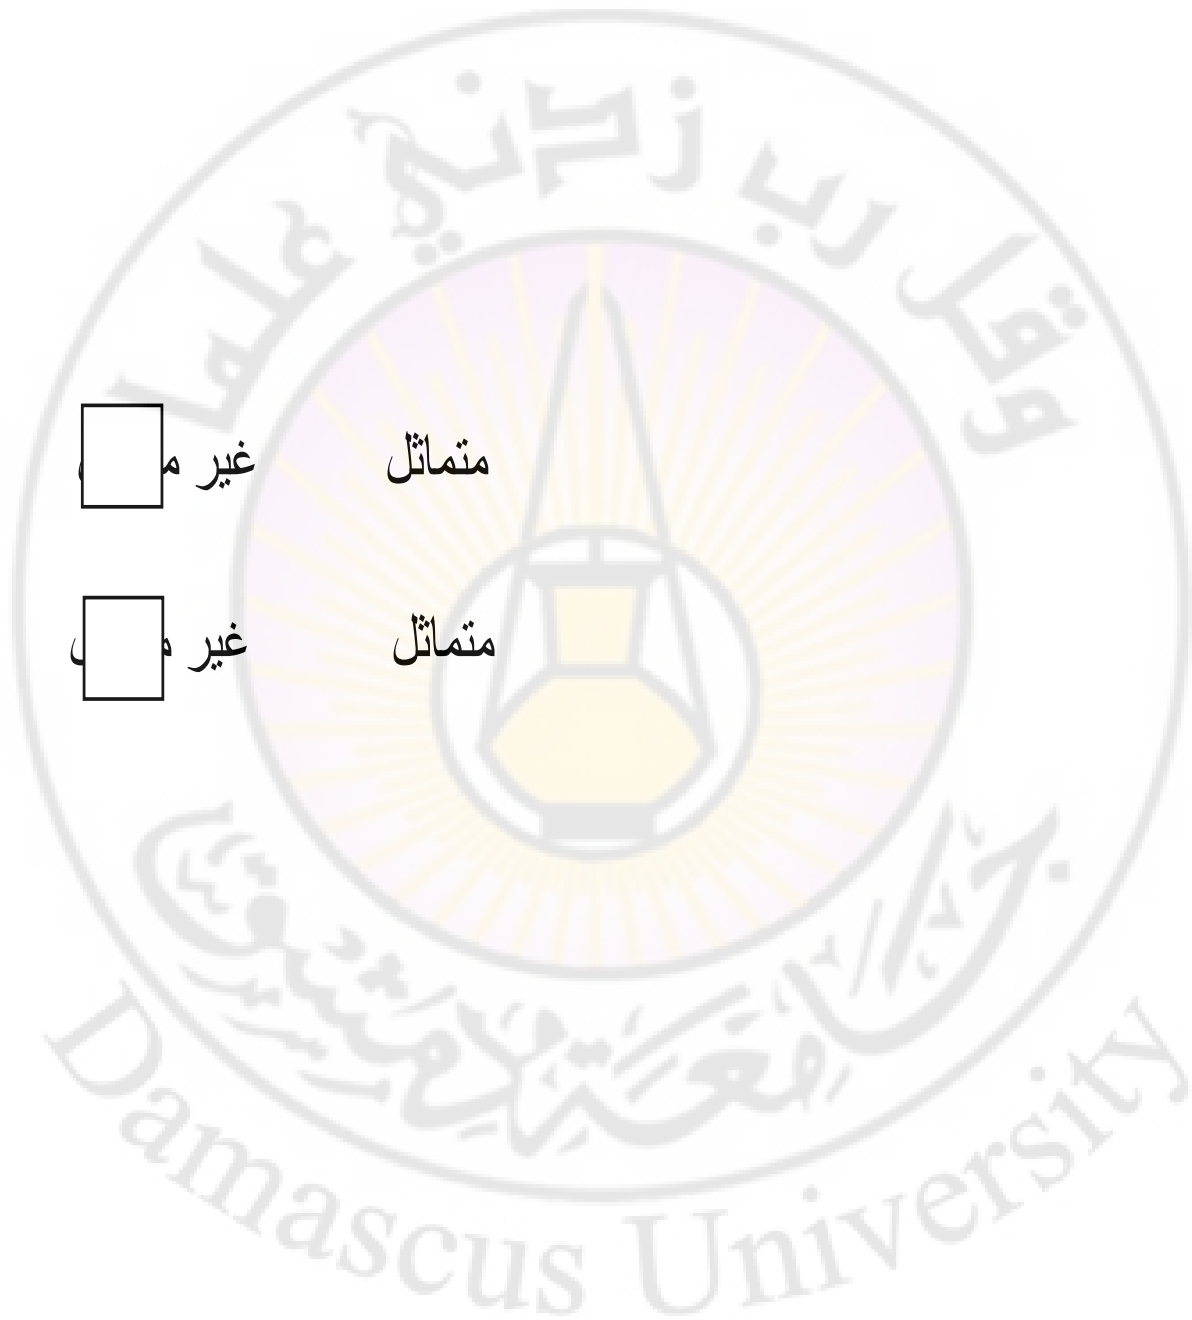 وقل رب زدني علما
متماثل غير
متماثل غير
جامعة دمشق
Damascus University